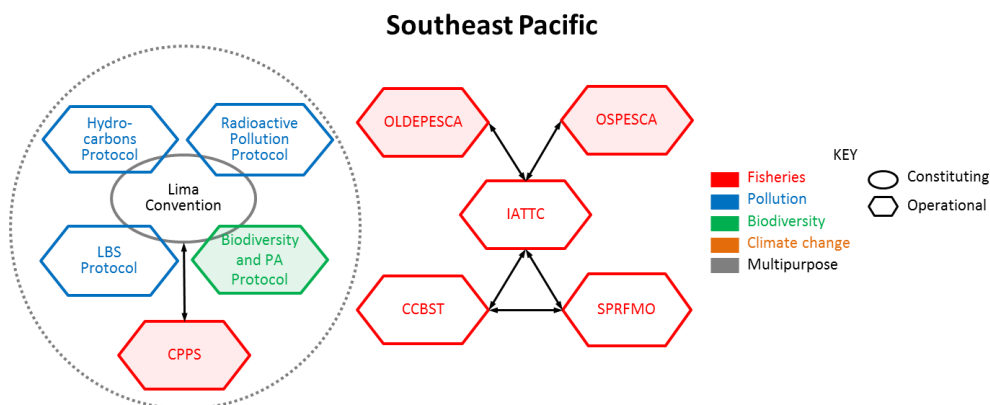 Southeast Pacific
Hydro-
carbons
Protocol
Radioactive
Pollution
Protocol
Lima
Convention
LBS
Protocol
Biodiversity
and PA
Protocol
CPPS
OLDEPESCA
OSPESCA
IATTC
CCBST
SPRFMO
KEY
Fisheries
Pollution
Biodiversity
Climate change
Multipurpose
Constituting
Operational